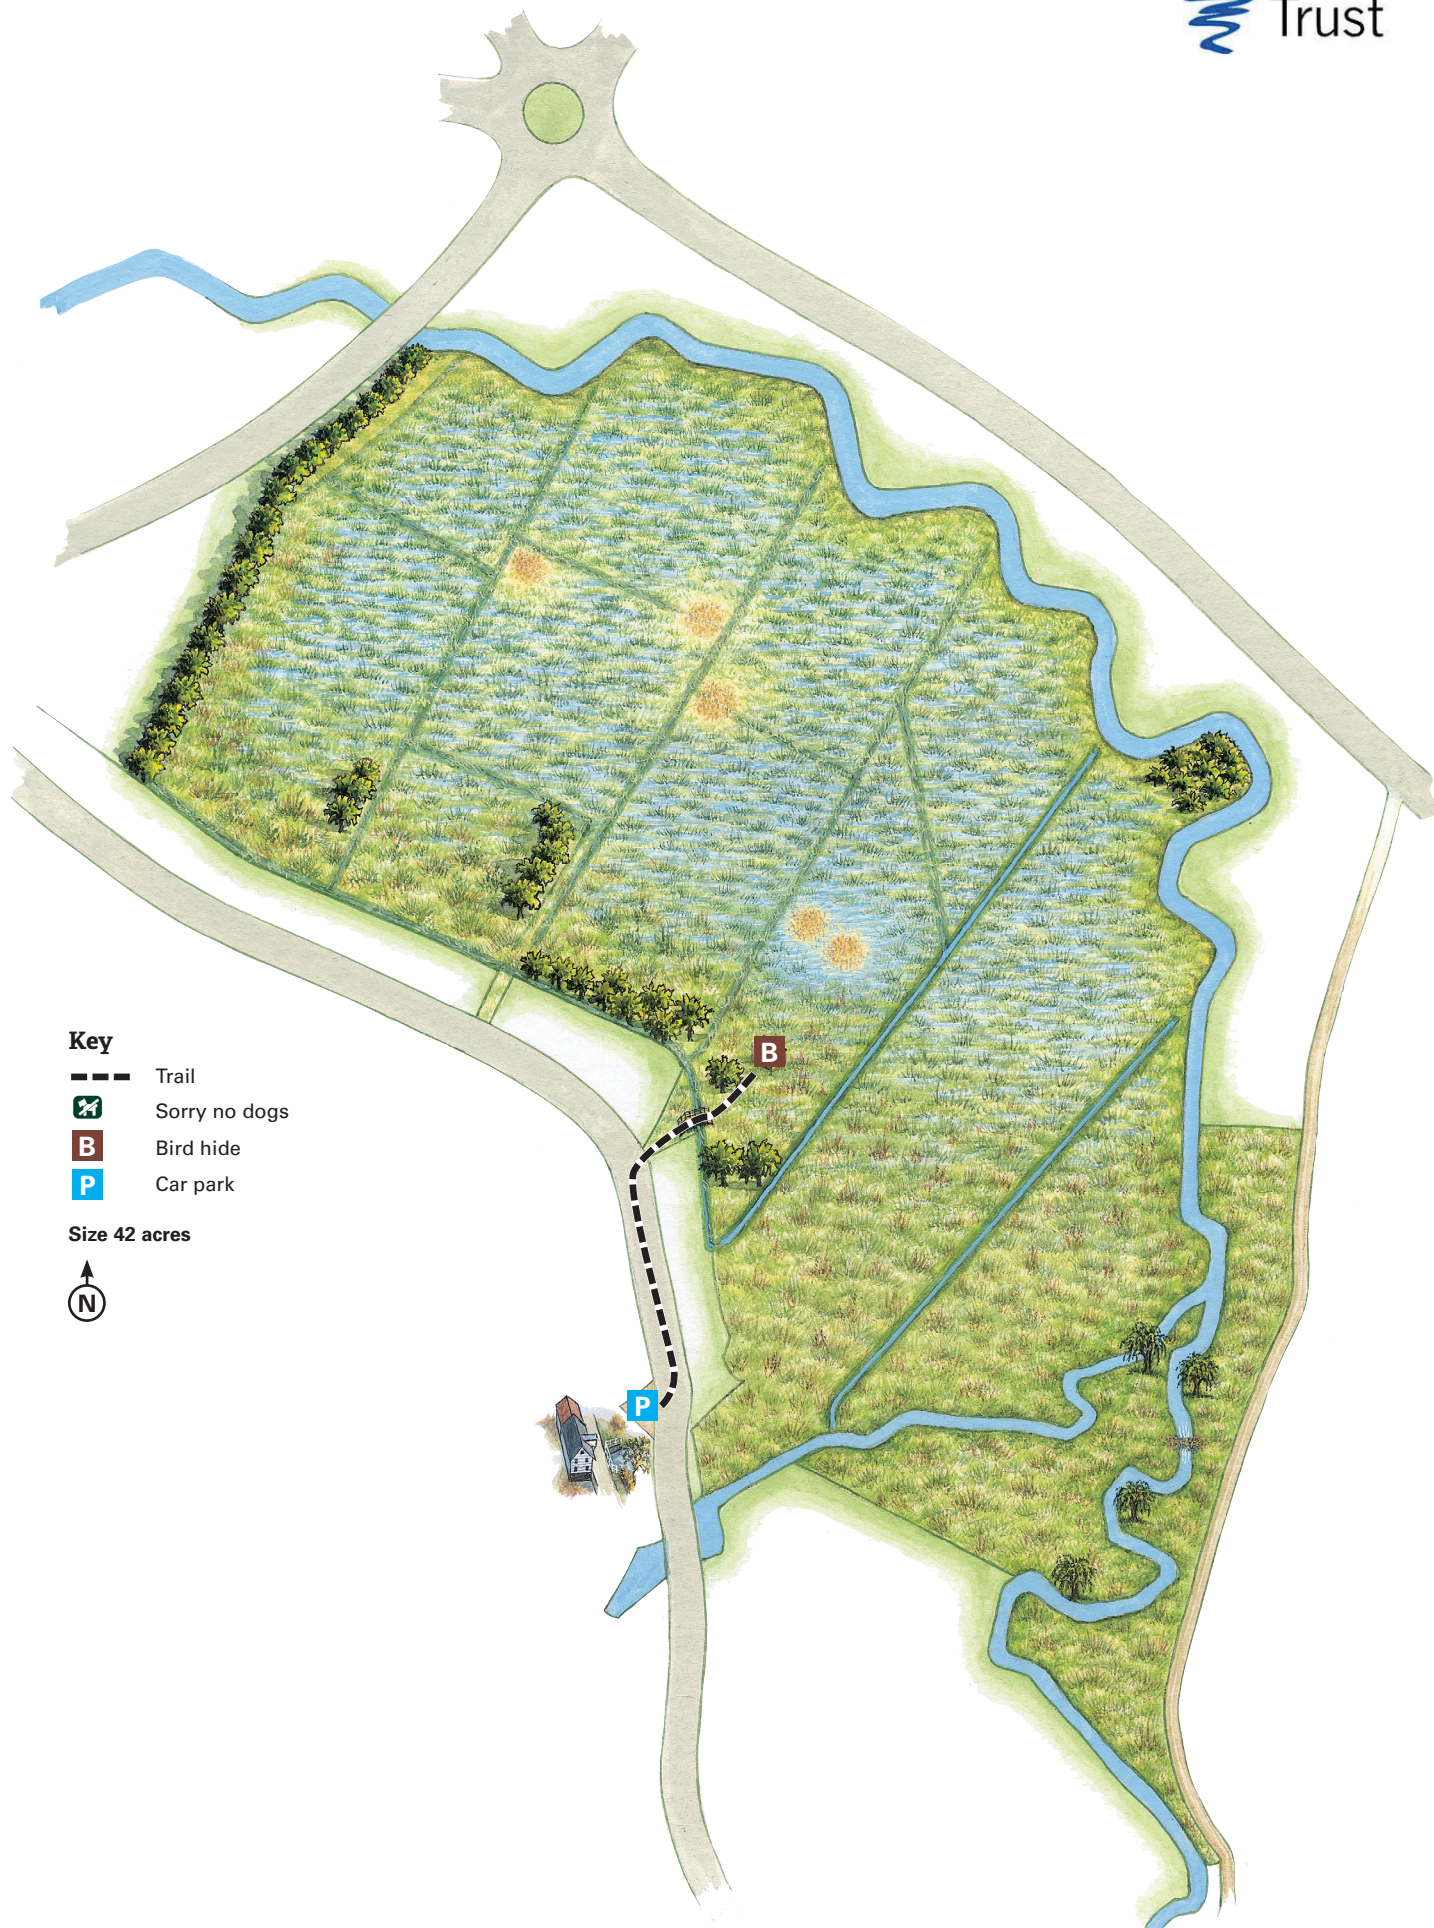 Trust
B
Key
Trail
Sorry no dogs
B Bird hide
P Car park
Size 42 acres
N
P